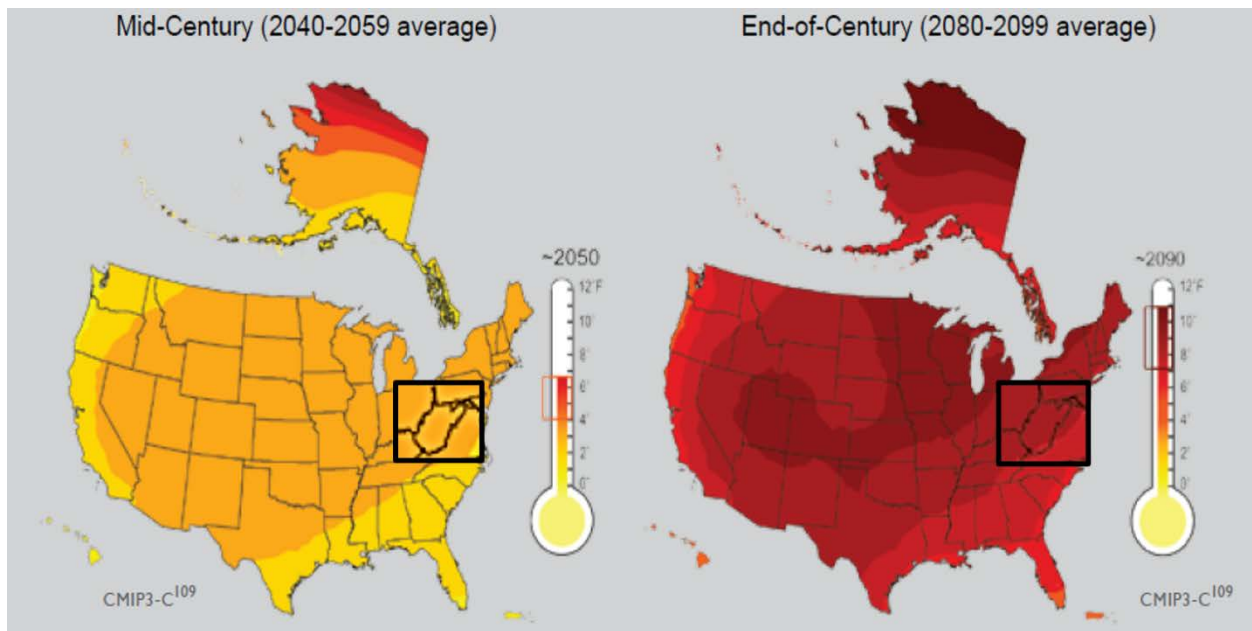 Mid-Century (2040-2059 average)
End-of-Century (2080-2099 average)
~2050
12°F
10°
8°
6°
4°
2°
0°
CMIP3-C109
~2090
12°F
10°
8°
6°
4°
2°
0°
CMIP3-C109